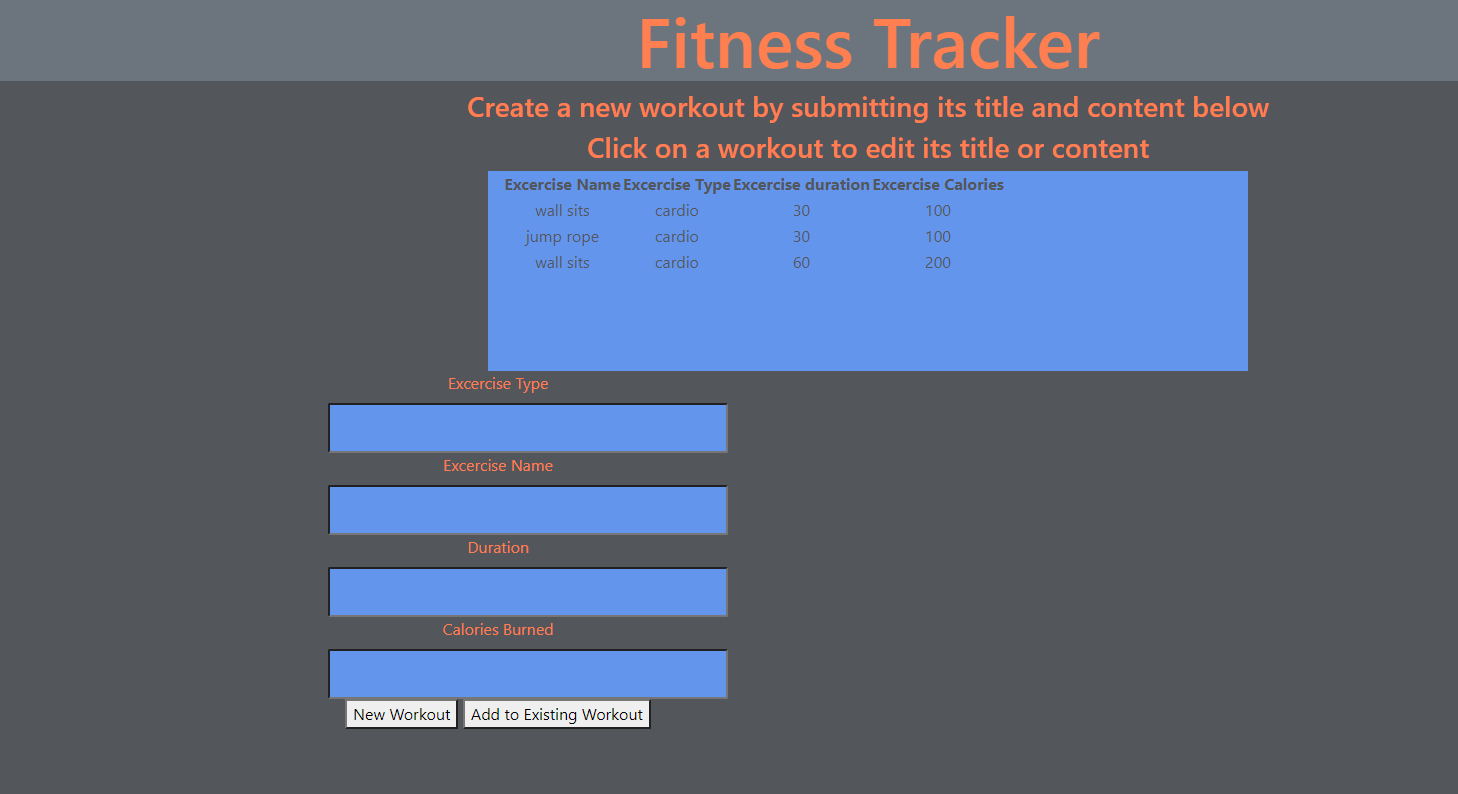 Fitness Tracker
Create a new workout by submitting its title and content below
Click on a workout to edit its title or content
Excercise Name Excercise Type Excercise duration Excercise Calories
wall sits cardio 30 100
jump rope cardio 30 100
wall sits cardio 60 200
Excercise Type
Excercise Name
Duration
Calories Burned
New Workout Add to Existing Workout